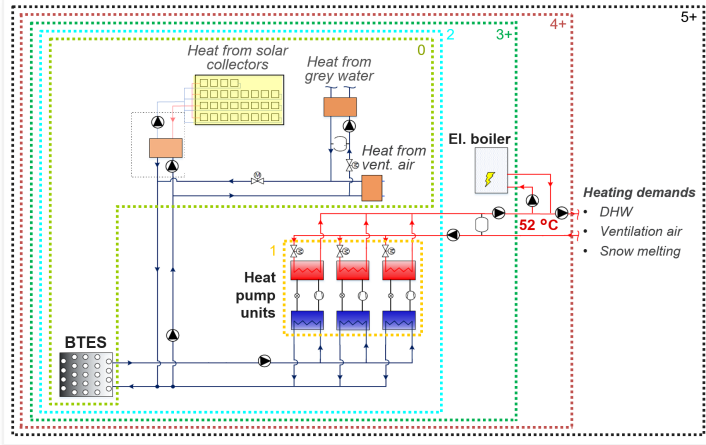 5+
4+
3+
2
0
Heat from solar
collectors
Heat from
grey water
El. boiler
Heat from
vent. air
M
Heating demands
• DHW
• Ventilation air
• Snow melting
52 °C
1
Heat
pump
units
BTES